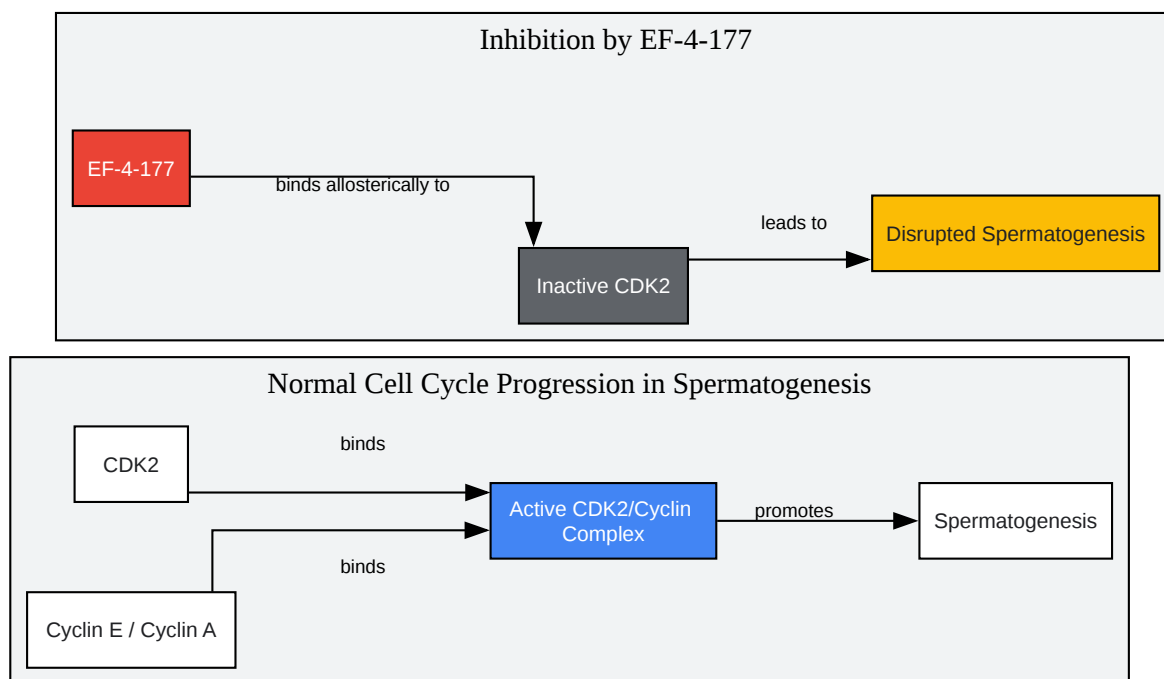 Inhibition by EF-4-177
EF-4-177
binds allosterically to
leads to
Disrupted Spermatogenesis
Inactive CDK2
Normal Cell Cycle Progression in Spermatogenesis
CDK2
binds
Active CDK2/Cyclin
Complex
promotes
Spermatogenesis
binds
Cyclin E / Cyclin A